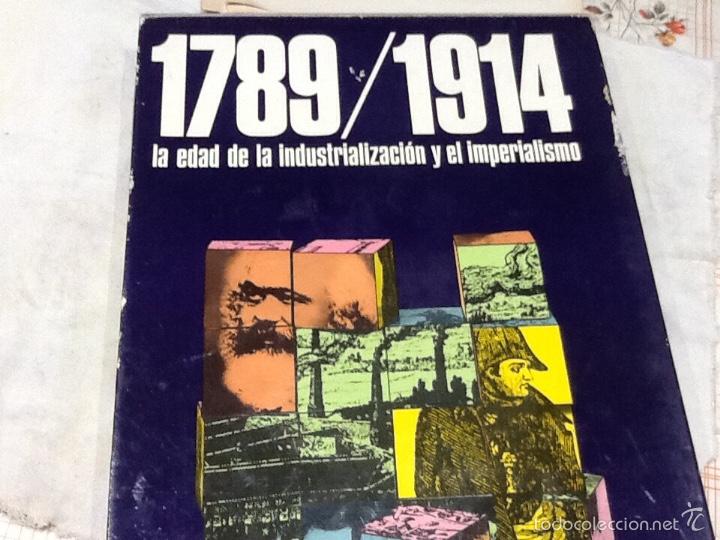 1789/1914
la edad de la industrialización y el imperialismo
todocoleccion.net